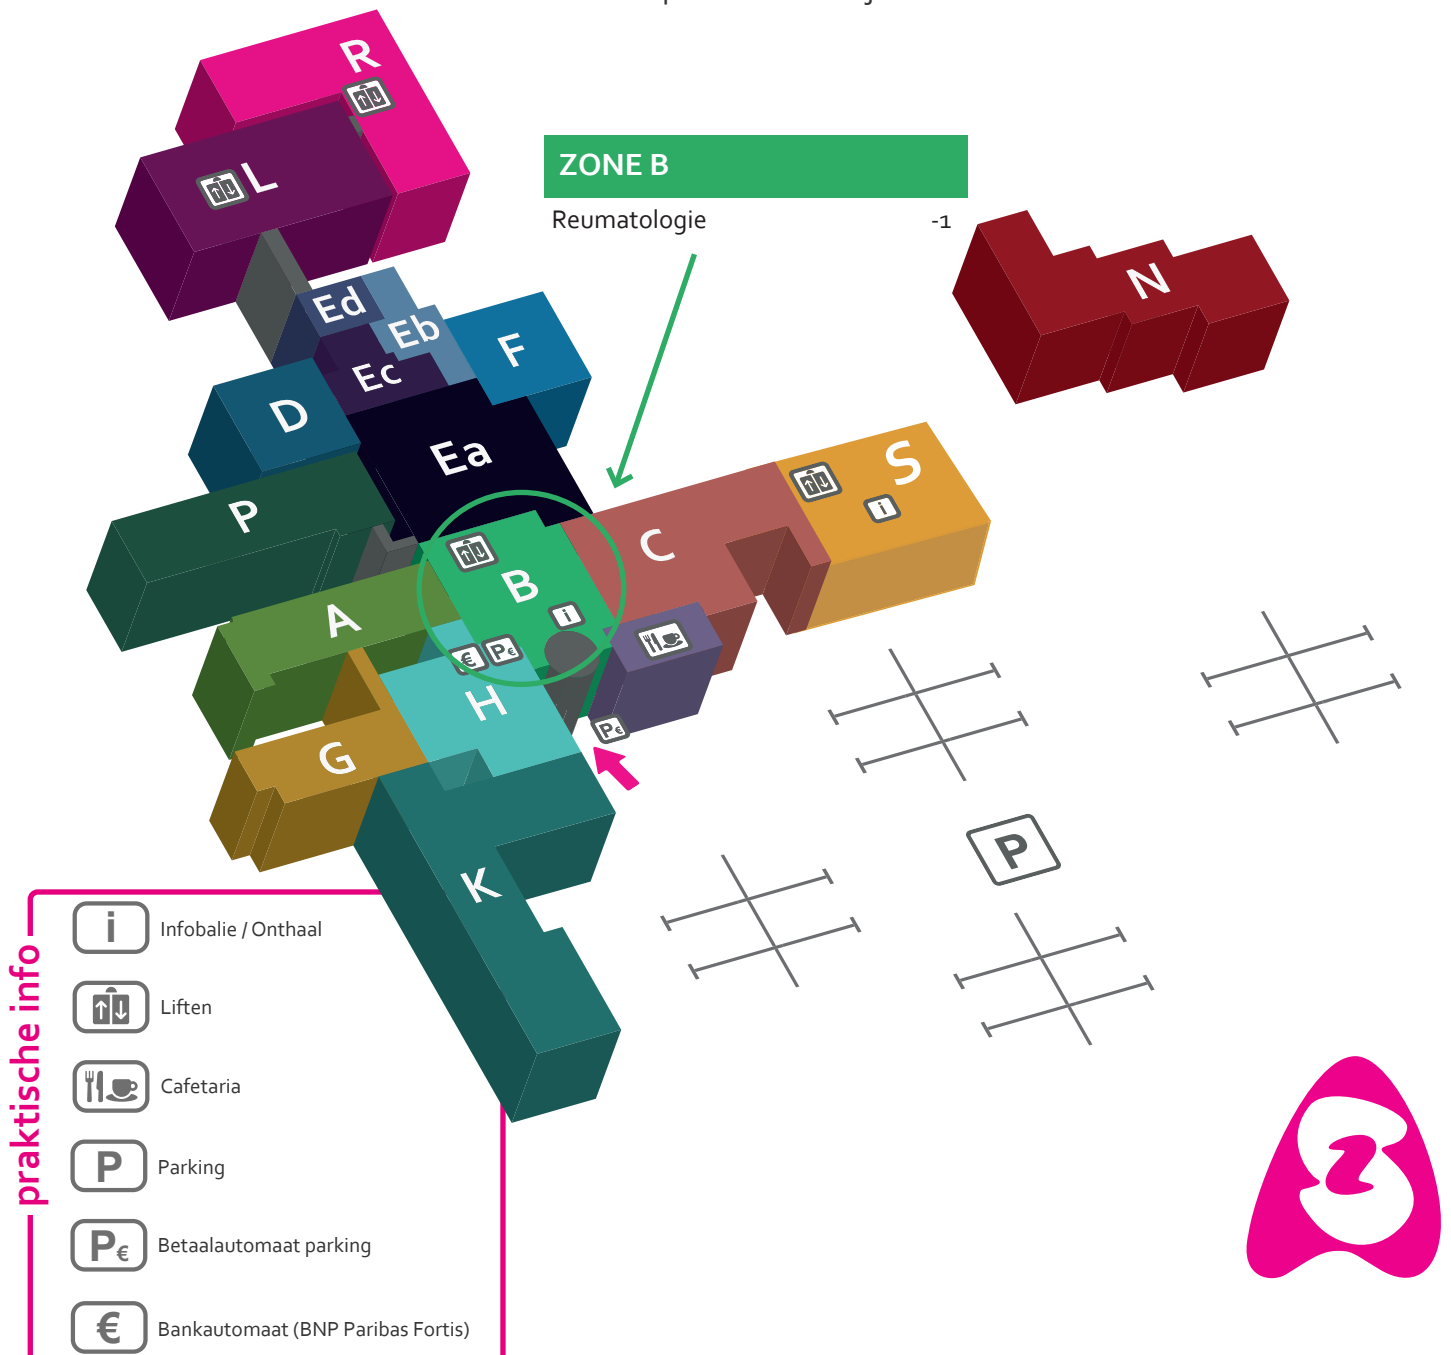 R
L
ZONE B
Reumatologie -1
N
Ed
Eb
F
Ec
D
Ea
S
P
i
C
B
i
A
€ P€
H
P€
G
P
K
praktische info
i Infobalie / Onthaal
Liften
Cafetaria
P Parking
P€ Betaalautomaat parking
€ Bankautomaat (BNP Paribas Fortis)